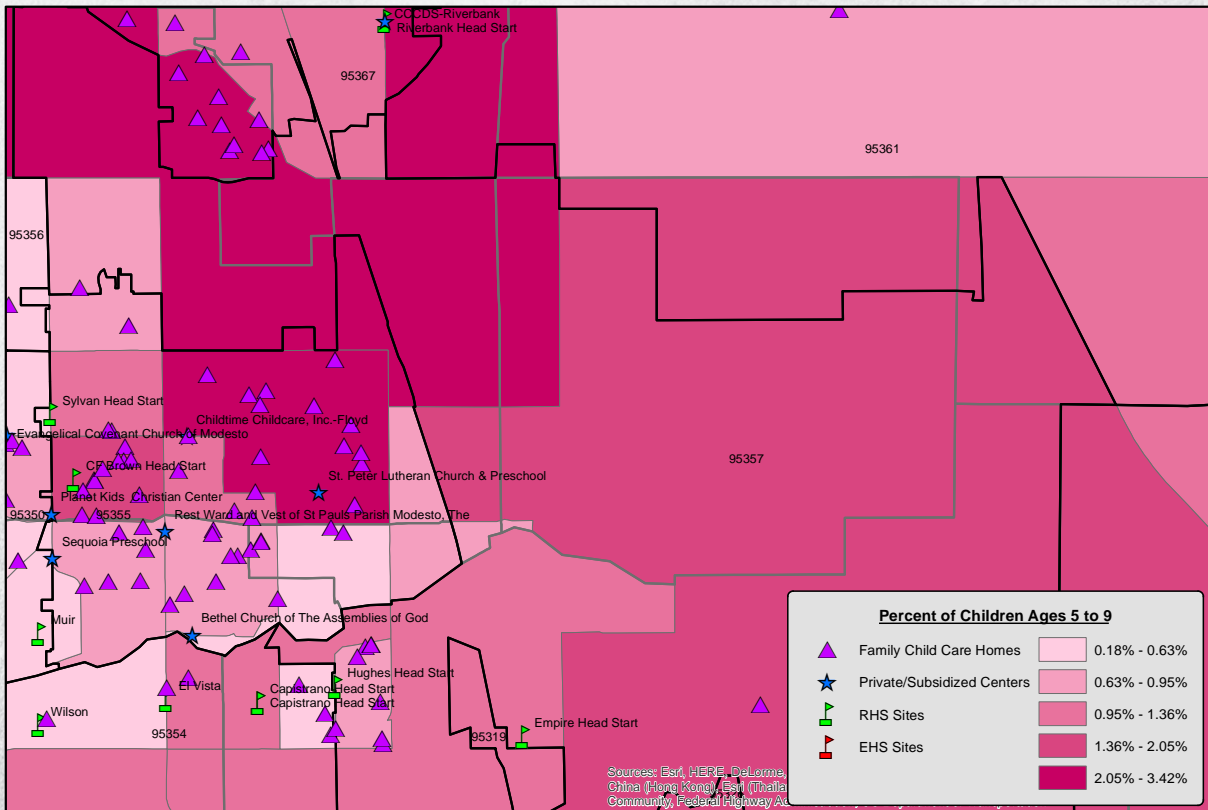 CCCDS-Riverbank
Riverbank Head Start
95367
95361
95356
Sylvan Head Start
Childtime Childcare, Inc.-Floyd
Evangelical Covenant Church of Modesto
95357
CF Brown Head Start
St. Peter Lutheran Church & Preschool
Planet Kids Christian Center
95350
95355
Rest Ward and Vest of St Pauls Parish Modesto, The
Sequoia Preschool
Muir
Bethel Church of The Assemblies of God
Hughes Head Start
El Vista
Capistrano Head Start
Capistrano Head Start
Wilson
Empire Head Start
95354
95319
Percent of Children Ages 5 to 9
Family Child Care Homes
0.18% - 0.63%
Private/Subsidized Centers
0.63% - 0.95%
RHS Sites
0.95% - 1.36%
EHS Sites
1.36% - 2.05%
2.05% - 3.42%
Sources: Esri, HERE, DeLorme,
China (Hong Kong), Esri (Thaila
Community, Federal Highway Ad